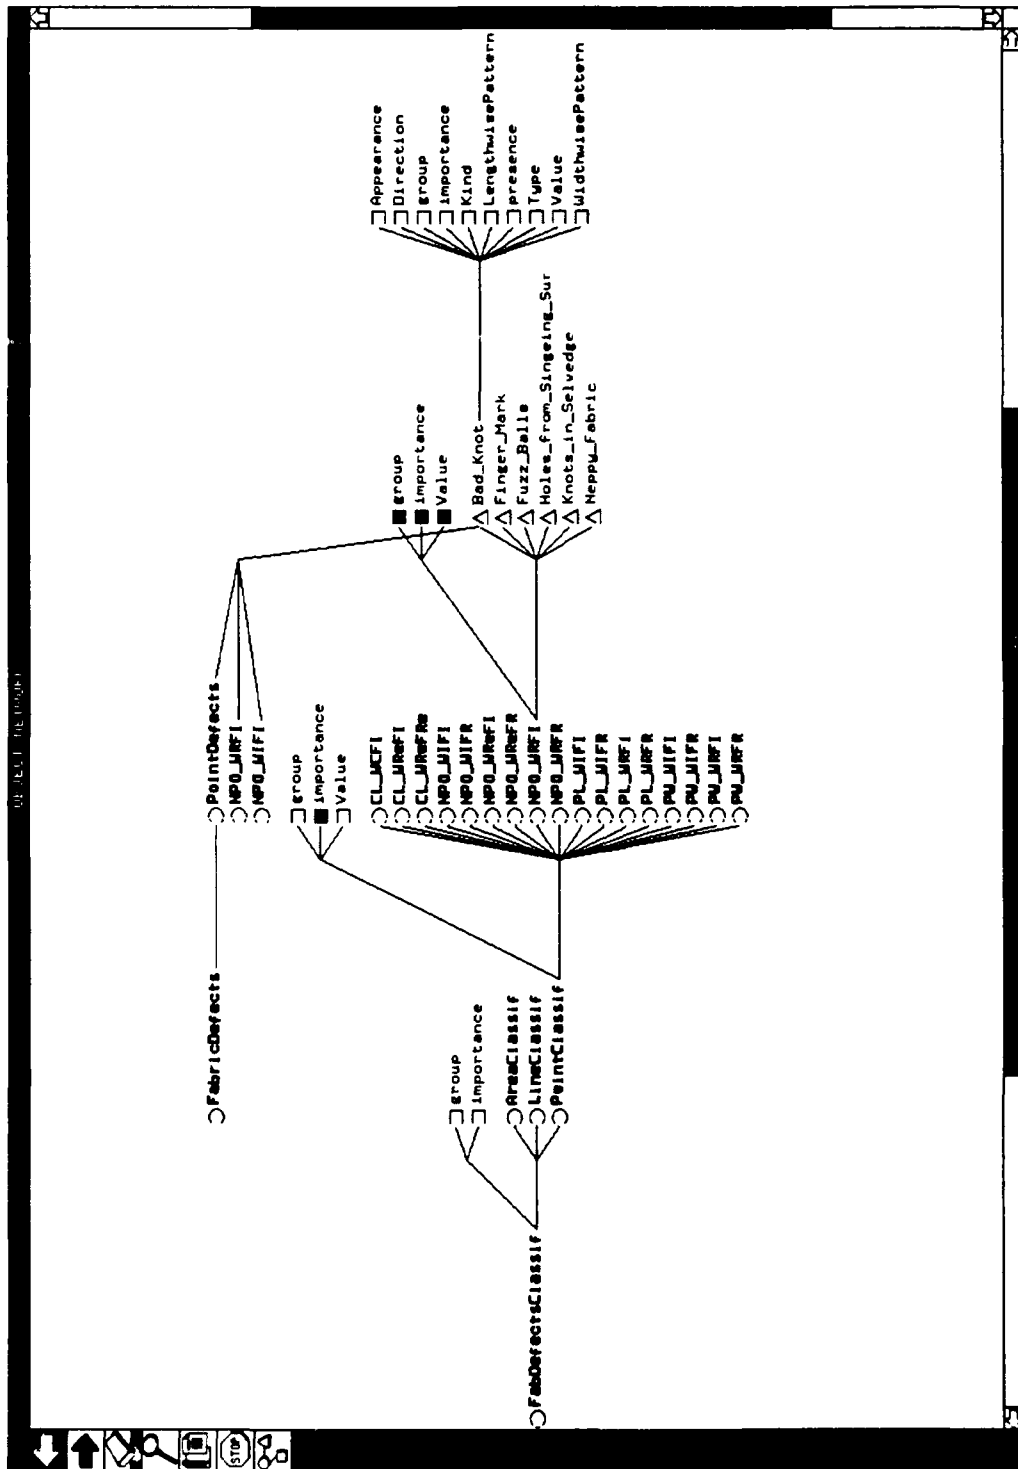 FabricDefects
PointDefects
NPO_WRFI
NPO_WIFI
FabDefectsClassif
group
importance
AreaClassif
LineClassif
PointClassif
group
importance
Value
CL_WCFI
CL_WReFI
CL_WReFRe
NPO_WIFI
NPO_WIFR
NPO_WReFI
NPO_WReFR
NPO_WRFI
NPO_WRFR
PL_WIFI
PL_WIFR
PL_WRFI
PL_WRFR
PW_WIFI
PW_WIFR
PW_WRFI
PW_WRFR
group
importance
Value
Bad_Knot
Finger_Mark
Fuzz_Balls
Holes_from_Singeing_Sur
Knots_in_Selvedge
Neppy_Fabric
Appearance
Direction
group
importance
Kind
LengthwisePattern
presence
Type
Value
WidthwisePattern
STOP